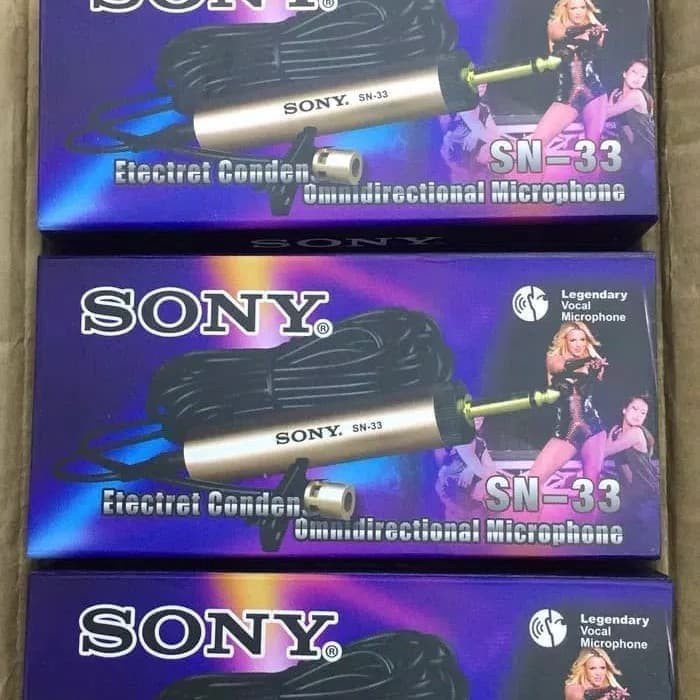 SONY®
SONY. SN-33
SN-33
Etectret Conden
Omnidirectional Microphone
SONY
SONY®
Legendary
Vocal
Microphone
SONY. SN-33
SN-33
Etectret Conden
Omnidirectional Microphone
SONY®
Legendary
Vocal
Microphone